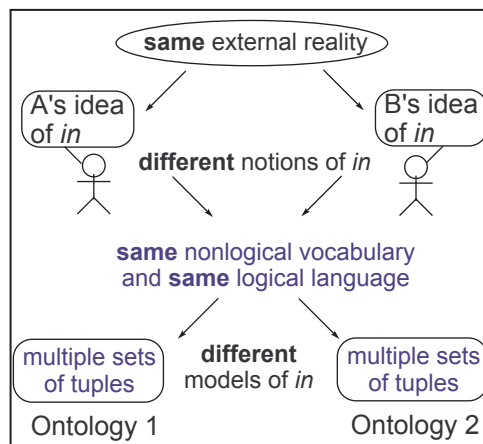 same external reality
A's idea
of in
B's idea
of in
different notions of in
same nonlogical vocabulary
and same logical language
multiple sets
of tuples
different
models of in
multiple sets
of tuples
Ontology 1
Ontology 2